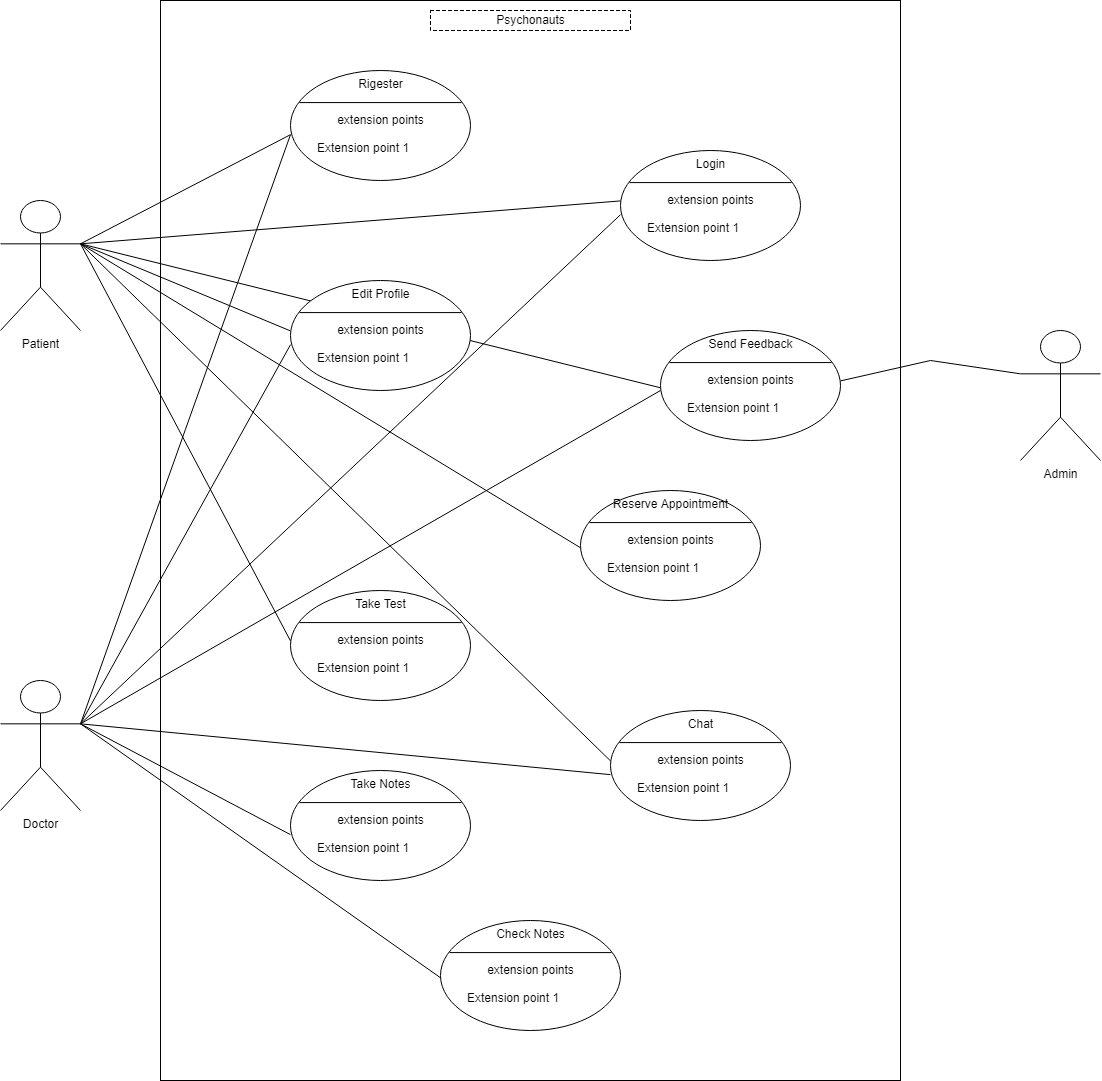 Psychonauts
Rigester
extension points
Extension point 1
Login
extension points
Extension point 1
Patient
Edit Profile
extension points
Extension point 1
Send Feedback
extension points
Extension point 1
Admin
Reserve Appointment
extension points
Extension point 1
Take Test
extension points
Extension point 1
Chat
extension points
Extension point 1
Doctor
Take Notes
extension points
Extension point 1
Check Notes
extension points
Extension point 1